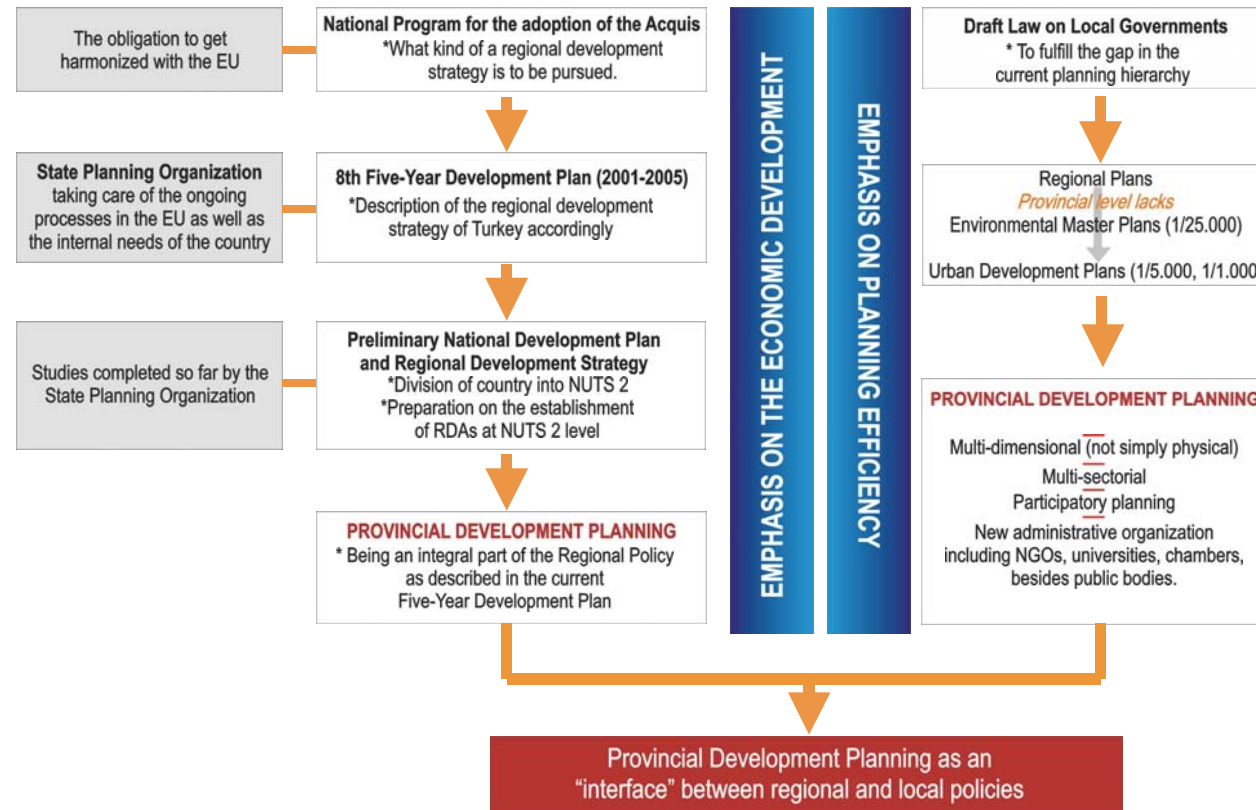 The obligation to get
harmonized with the EU
National Program for the adoption of the Acquis
*What kind of a regional development
strategy is to be pursued.
State Planning Organization
taking care of the ongoing
processes in the EU as well as
the internal needs of the country
8th Five-Year Development Plan (2001-2005)
*Description of the regional development
strategy of Turkey accordingly
Studies completed so far by the
State Planning Organization
Preliminary National Development Plan
and Regional Development Strategy
*Division of country into NUTS 2
*Preparation on the establishment
of RDAs at NUTS 2 level
PROVINCIAL DEVELOPMENT PLANNING
* Being an integral part of the Regional Policy
as described in the current
Five-Year Development Plan
EMPHASIS ON THE ECONOMIC DEVELOPMENT
EMPHASIS ON PLANNING EFFICIENCY
Draft Law on Local Governments
* To fulfill the gap in the
current planning hierarchy
Regional Plans
Provincial level lacks
Environmental Master Plans (1/25.000)
Urban Development Plans (1/5.000, 1/1.000)
PROVINCIAL DEVELOPMENT PLANNING
Multi-dimensional (not simply physical)
Multi-sectorial
Participatory planning
New administrative organization
including NGOs, universities, chambers,
besides public bodies.
Provincial Development Planning as an
“interface” between regional and local policies